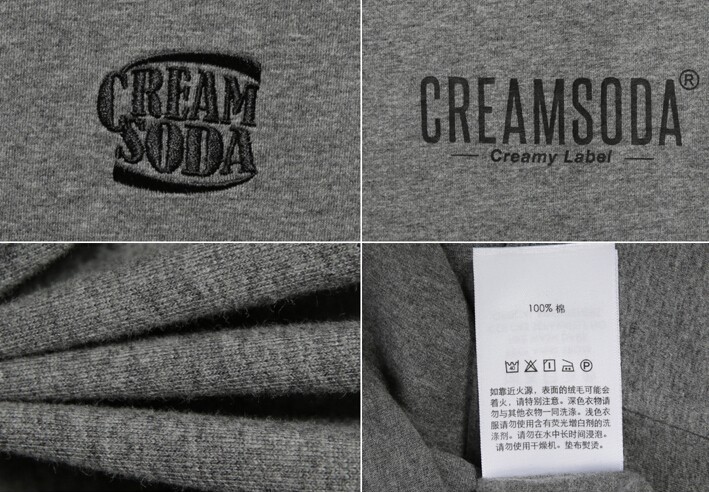 CREAM
SODA
CREAMSODA®
Creamy Label
100% 棉
如靠近火源，表面的绒毛可能会
着火，请特别注意。深色衣物请
勿与其他衣物一同洗涤。浅色衣
服请勿使用含有荧光增白剂的洗
涤剂。请勿在水中长时间浸泡。
请勿使用干燥机。垫布熨烫。